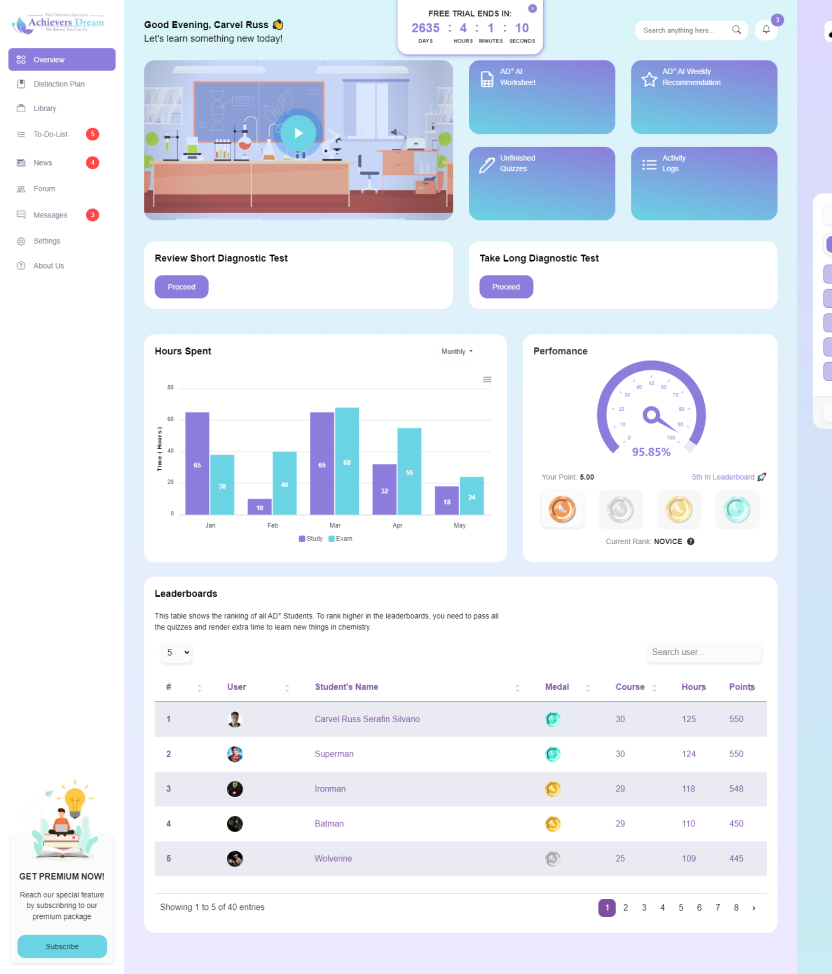 The Chemistry Specialist
Achievers Dream
We Believe You Can Fly
Overview
Distinction Plan
Library
To-Do-List 5
News 4
Forum
Messages 3
Settings
About Us
GET PREMIUM NOW!
Reach our special feature
by subscribring to our
premium package
Subscribe
Good Evening, Carvel Russ
Let's learn something new today!
FREE TRIAL ENDS IN:
2635 : 4 : 1 : 10
DAYS HOURS MINUTES SECONDS
Search anything here...
3
AD+ AI
Worksheet
AD+ AI Weekly
Recommendation
Unfinished
Quizzes
Activity
Logs
Review Short Diagnostic Test
Proceed
Take Long Diagnostic Test
Proceed
Hours Spent
Monthly
Time ( Hours )
80
60
40
20
0
65 38 10 40 65 68 32 55 18 24
Jan Feb Mar Apr May
Study Exam
Perfomance
0 10 20 30 40 50 60 70 80 90 100
95.85%
Your Point: 5.00
5th In Leaderboard
Current Rank: NOVICE
Leaderboards
This table shows the ranking of all AD+ Students. To rank higher in the leaderboards, you need to pass all
the quizzes and render extra time to learn new things in chemistry.
5
Search user...
# User Student's Name Medal Course Hours Points
1 Carvel Russ Serafin Silvano 30 125 550
2 Superman 30 124 550
3 Ironman 29 118 548
4 Batman 29 110 450
5 Wolverine 25 109 445
Showing 1 to 5 of 40 entries
1 2 3 4 5 6 7 8 ›